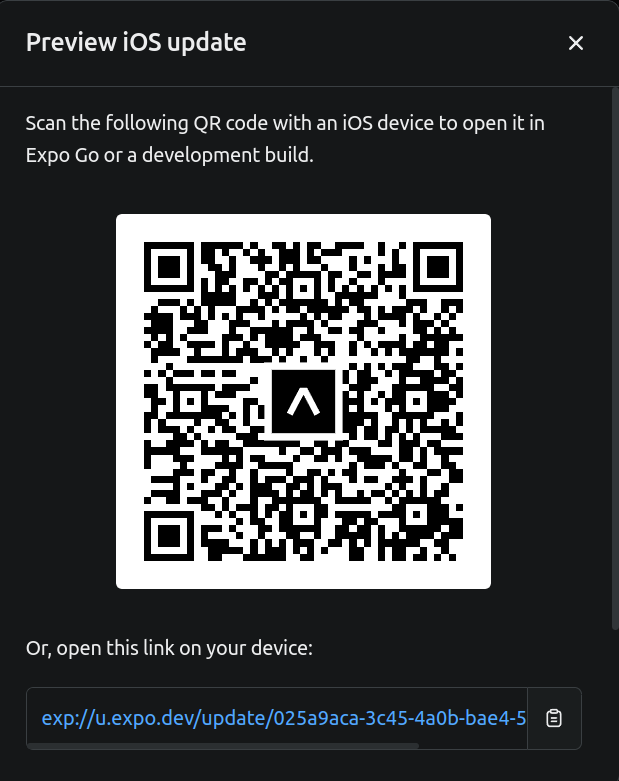 Preview iOS update
Scan the following QR code with an iOS device to open it in
Expo Go or a development build.
Or, open this link on your device:
exp://u.expo.dev/update/025a9aca-3c45-4a0b-bae4-5